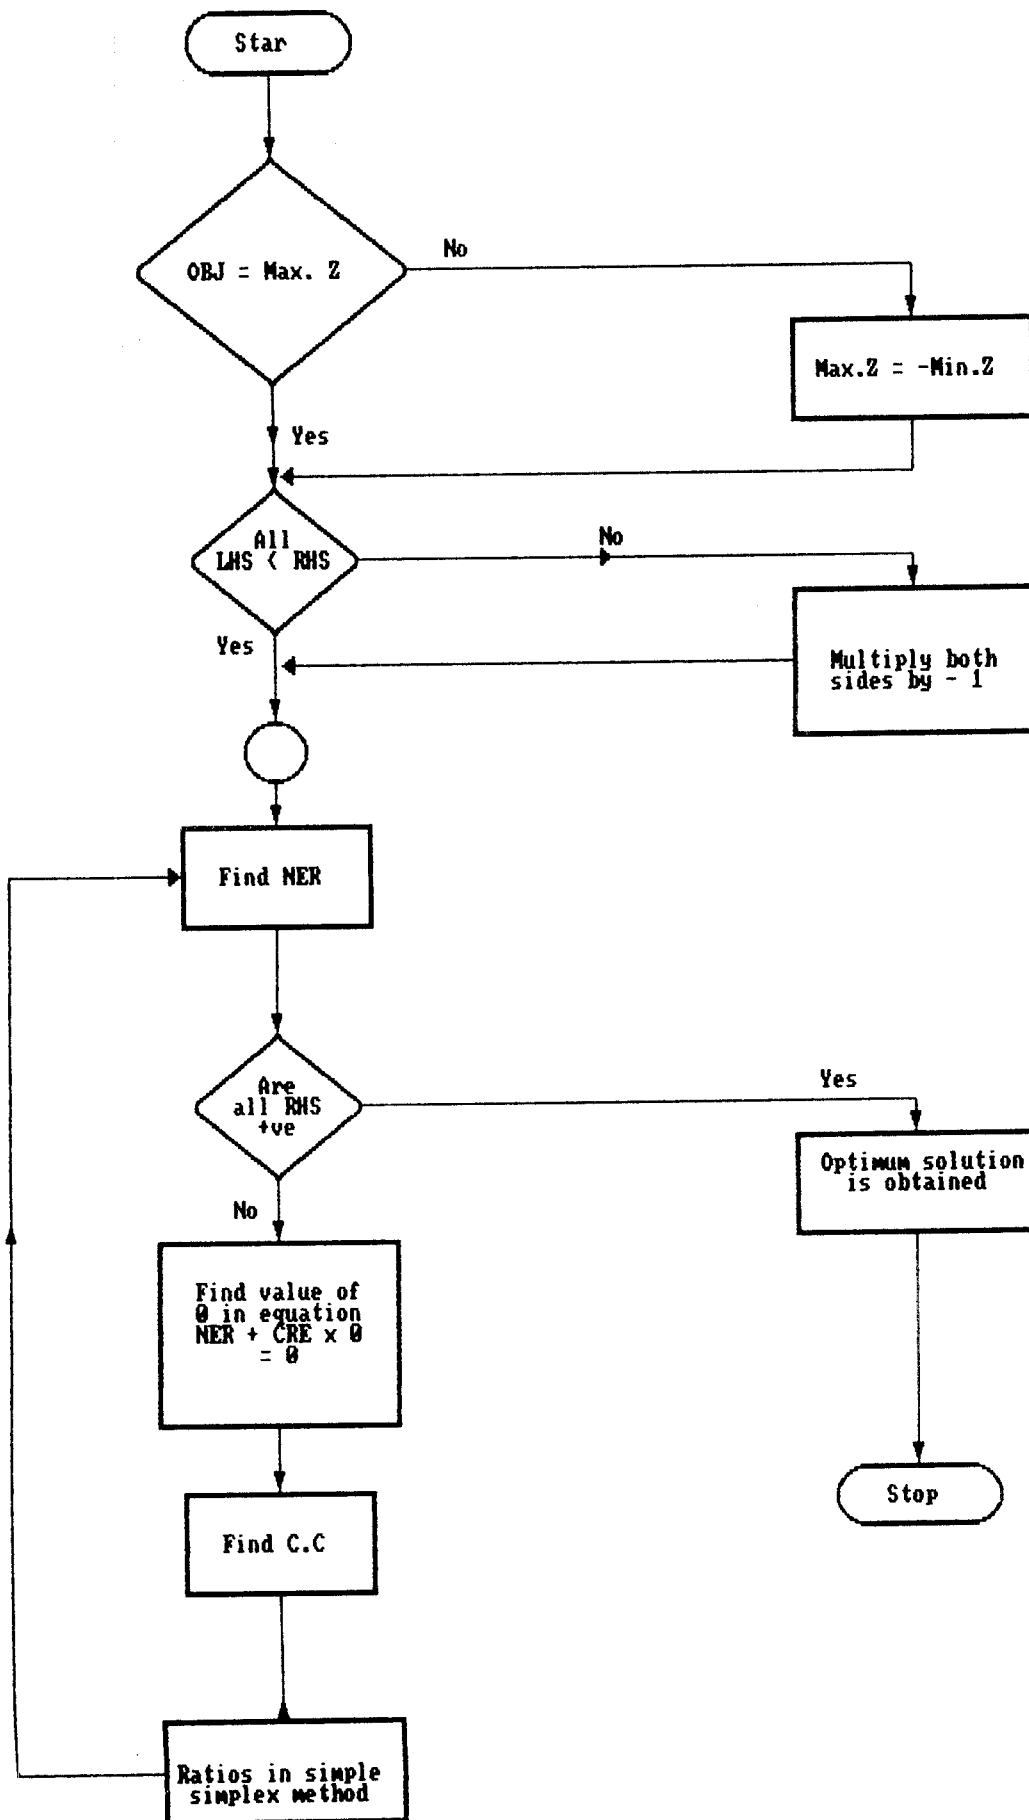 Star
OBJ = Max. Z
No
Max.Z = -Min.Z
Yes
All
LHS < RHS
No
Yes
Multiply both
sides by - 1
Find NER
Are
all RHS
+ve
Yes
Optimum solution
is obtained
No
Find value of
0 in equation
NER + CRE x 0
= 0
Stop
Find C.C
Ratios in simple
simplex method